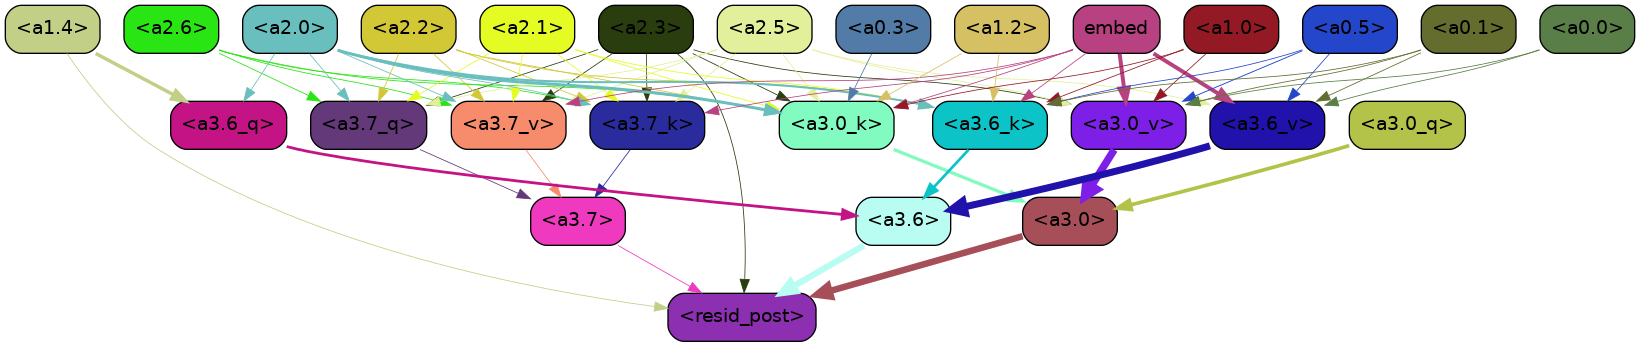 <a1.4> <a2.6> <a2.0> <a2.2> <a2.1> <a2.3> <a2.5> <a0.3> <a1.2> embed <a1.0> <a0.5> <a0.1> <a0.0>
<a3.6_q> <a3.7_q> <a3.7_v> <a3.7_k> <a3.0_k> <a3.6_k> <a3.0_v> <a3.6_v> <a3.0_q>
<a3.7> <a3.6> <a3.0>
<resid_post>